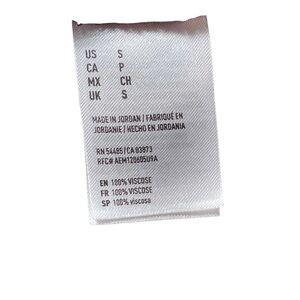 US S
CA P
MX CH
UK S
MADE IN JORDAN / FABRIQUÉ EN
JORDANIE / HECHO EN JORDANIA
RN 54485 / CA 03873
RFC# AEM120605U9A
EN 100% VISCOSE
FR 100% VISCOSE
SP 100% viscosa